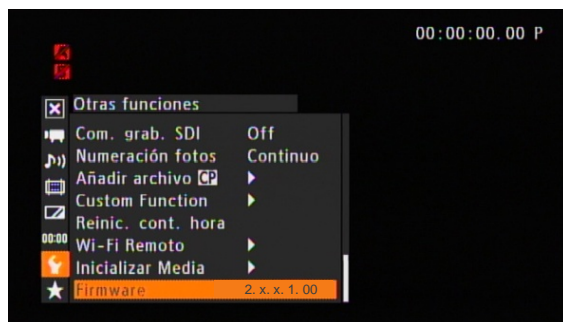 00:00:00.00 P
Otras funciones
Com. grab. SDI Off
Numeración fotos Continuo
Añadir archivo CP
Custom Function
Reinic. cont. hora
00:00 Wi-Fi Remoto
Inicializar Media
Firmware 2. x. x. 1. 00